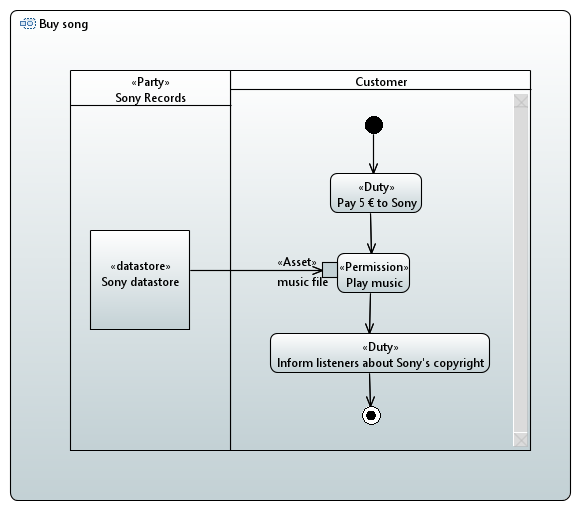 Buy song
«Party»
Sony Records
Customer
«Duty»
Pay 5 € to Sony
«datastore»
Sony datastore
«Asset»
music file
«Permission»
Play music
«Duty»
Inform listeners about Sony's copyright